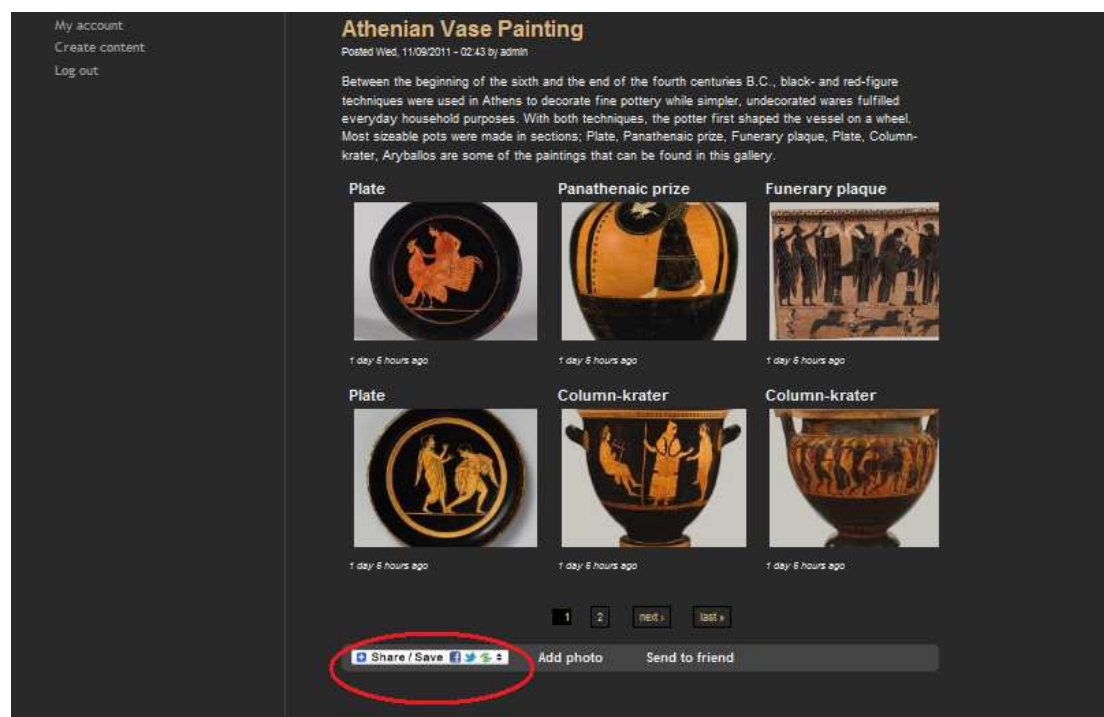 My account
Create content
Log out
Athenian Vase Painting
Posted Wed, 11/09/2011 - 02:43 by admin
Between the beginning of the sixth and the end of the fourth centuries B.C., black- and red-figure
techniques were used in Athens to decorate fine pottery while simpler, undecorated wares fulfilled
everyday household purposes. With both techniques, the potter first shaped the vessel on a wheel.
Most sizeable pots were made in sections; Plate, Panathenaic prize, Funerary plaque, Plate, Column-
krater, Aryballos are some of the paintings that can be found in this gallery.
Plate Panathenaic prize Funerary plaque
1 day 6 hours ago 1 day 6 hours ago 1 day 6 hours ago
Plate Column-krater Column-krater
1 day 6 hours ago 1 day 6 hours ago 1 day 6 hours ago
1 2 next › last »
Share / Save Add photo Send to friend